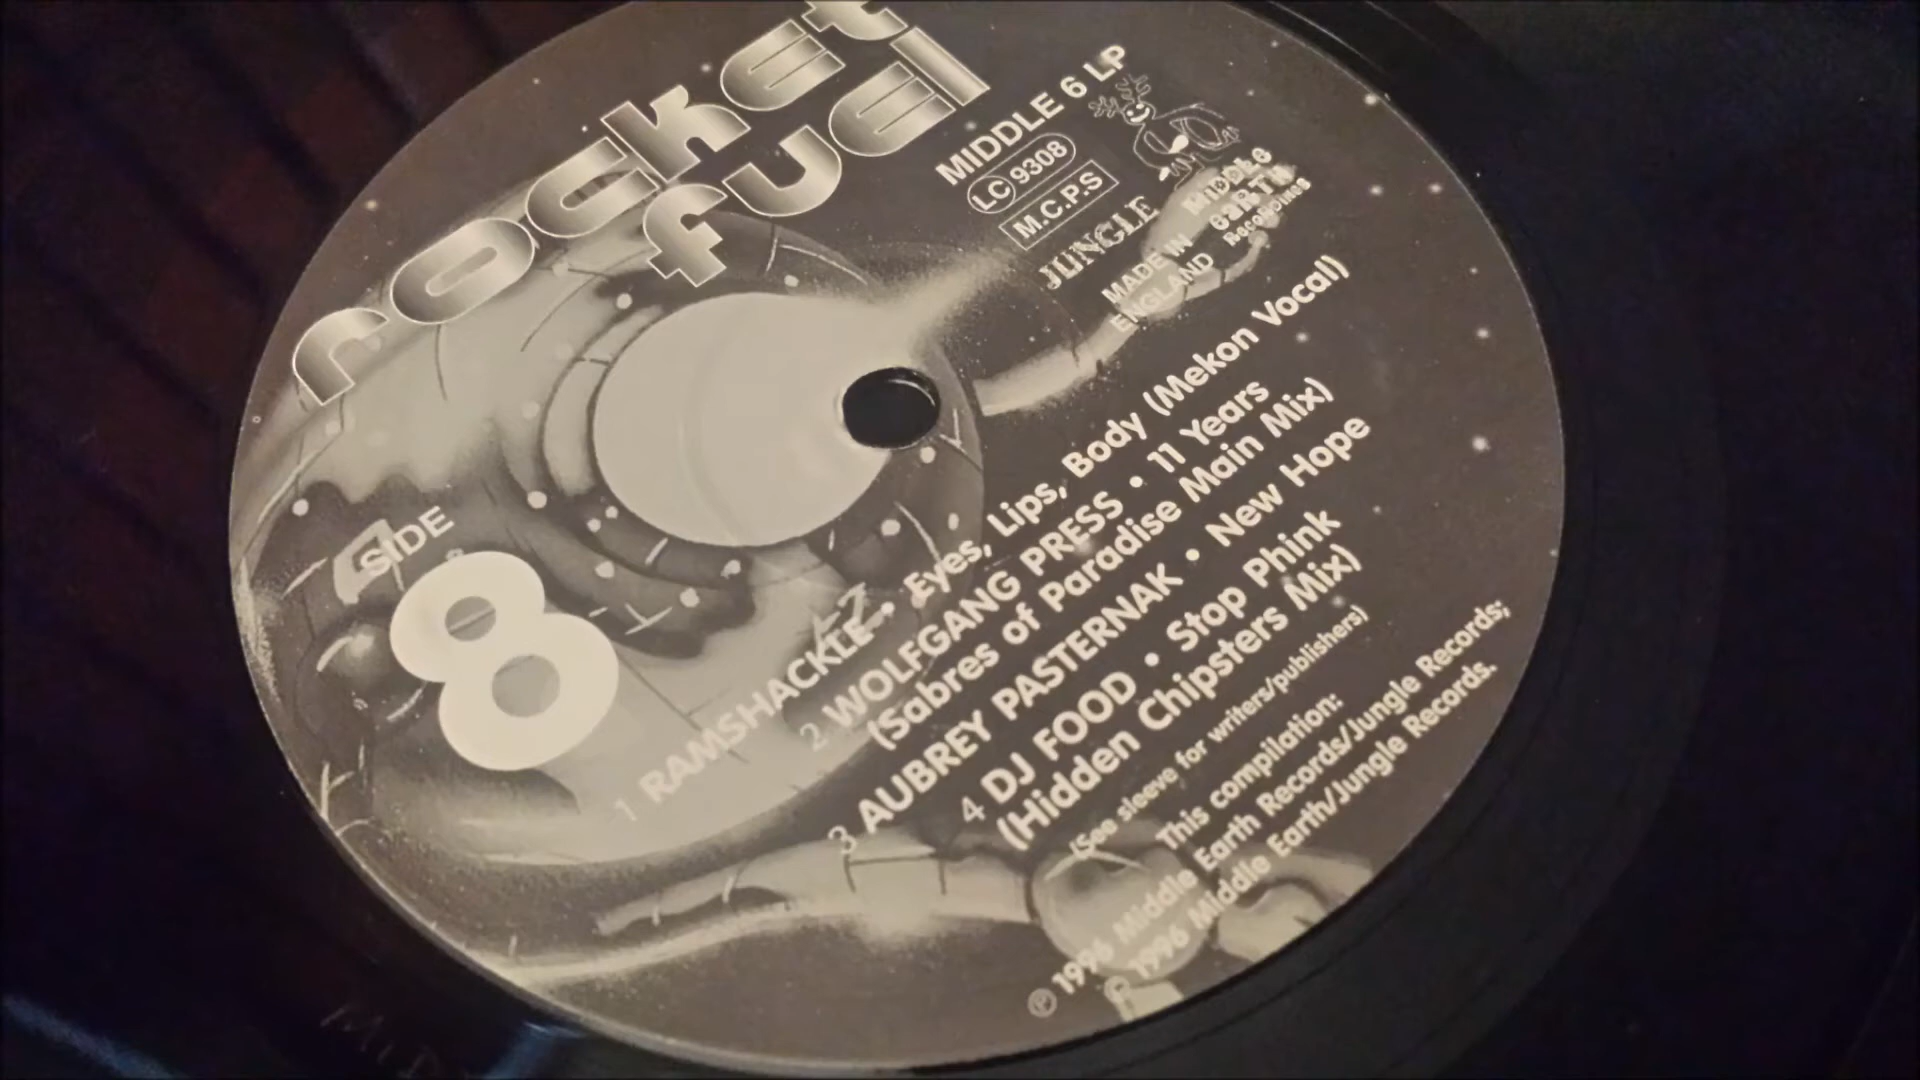 rocket
fuel
MIDDLE 6 LP
LC 9308
M.C.P.S
JUNGLE
MIDDLE
EARTH
Recordings
MADE IN
ENGLAND
SIDE
8
1 RAMSHACKLE • Eyes, Lips, Body (Mekon Vocal)
2 WOLFGANG PRESS • 11 Years
(Sabres of Paradise Main Mix)
3 AUBREY PASTERNAK • New Hope
4 DJ FOOD • Stop Phink
(Hidden Chipsters Mix)
(See sleeve for writers/publishers)
This compilation:
℗ 1996 Middle Earth Records/Jungle Records;
© 1996 Middle Earth/Jungle Records.